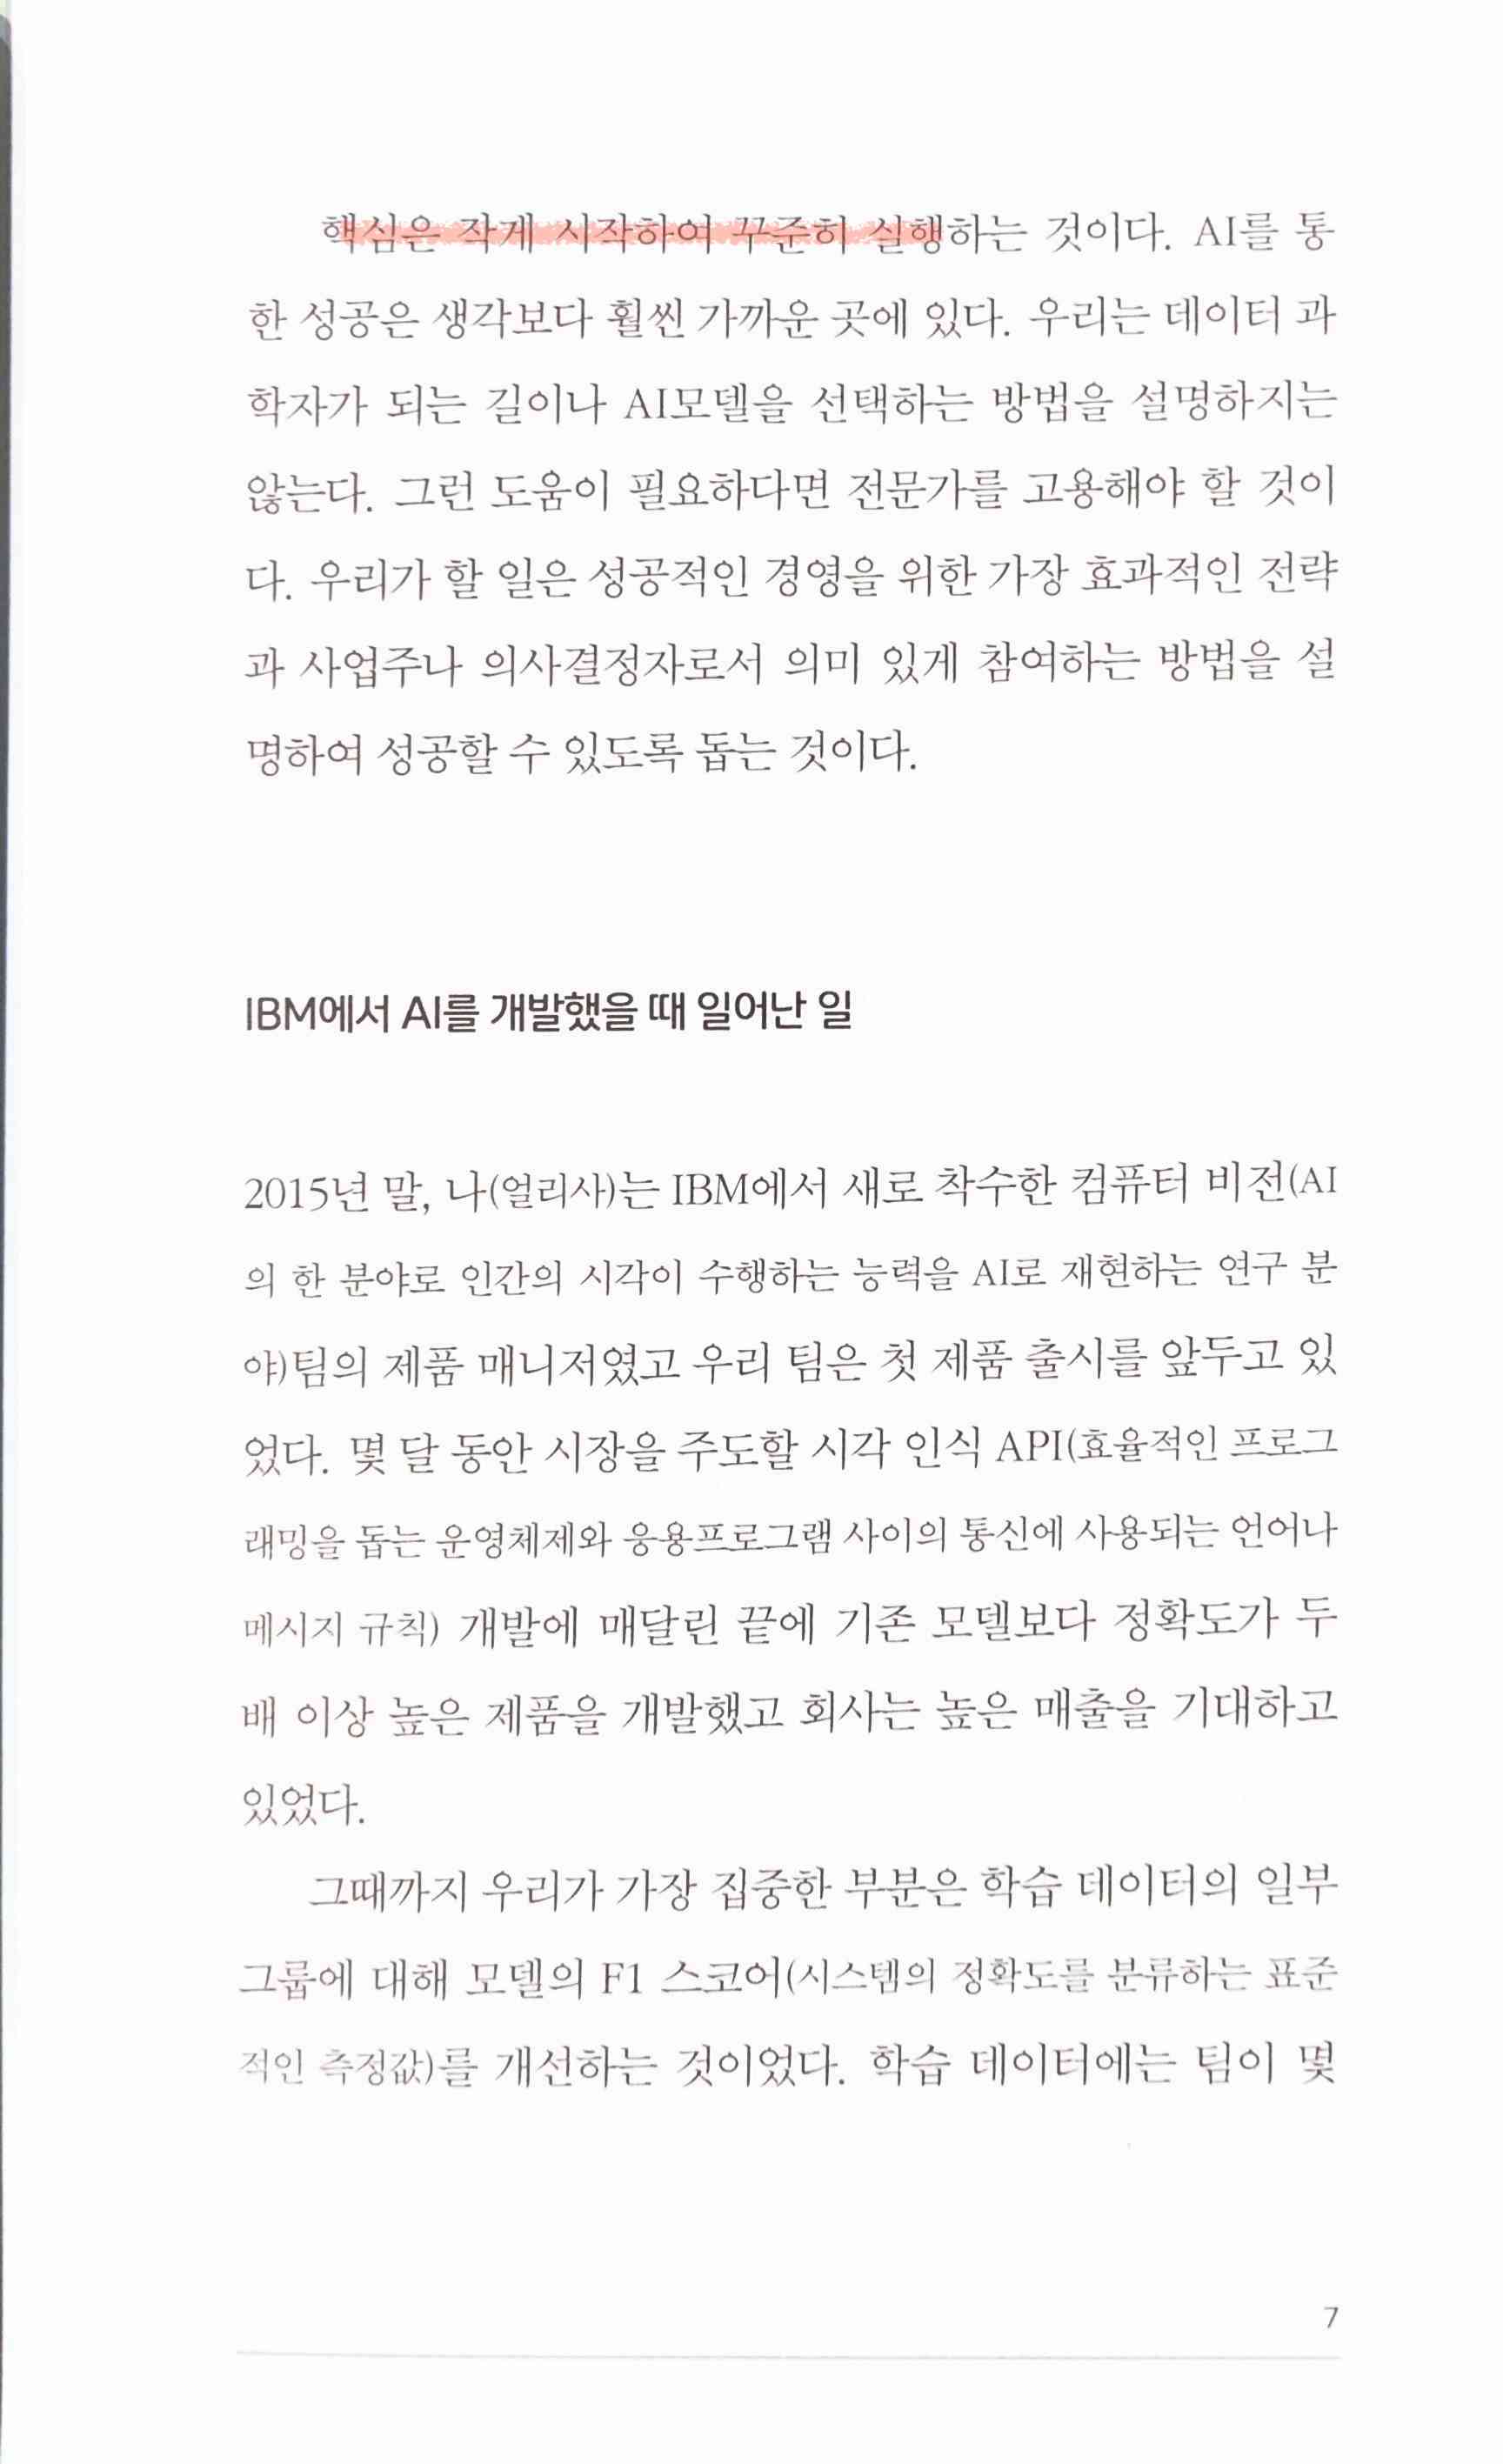 핵심은 작게 시작하여 꾸준히 실행하는 것이다. AI를 통
한 성공은 생각보다 훨씬 가까운 곳에 있다. 우리는 데이터 과
학자가 되는 길이나 AI모델을 선택하는 방법을 설명하지는
않는다. 그런 도움이 필요하다면 전문가를 고용해야 할 것이
다. 우리가 할 일은 성공적인 경영을 위한 가장 효과적인 전략
과 사업주나 의사결정자로서 의미 있게 참여하는 방법을 설
명하여 성공할 수 있도록 돕는 것이다.
IBM에서 AI를 개발했을 때 일어난 일
2015년 말, 나(얼리사)는 IBM에서 새로 착수한 컴퓨터 비전(AI
의 한 분야로 인간의 시각이 수행하는 능력을 AI로 재현하는 연구 분
야)팀의 제품 매니저였고 우리 팀은 첫 제품 출시를 앞두고 있
었다. 몇 달 동안 시장을 주도할 시각 인식 API(효율적인 프로그
래밍을 돕는 운영체제와 응용프로그램 사이의 통신에 사용되는 언어나
메시지 규칙) 개발에 매달린 끝에 기존 모델보다 정확도가 두
배 이상 높은 제품을 개발했고 회사는 높은 매출을 기대하고
있었다.
그때까지 우리가 가장 집중한 부분은 학습 데이터의 일부
그룹에 대해 모델의 F1 스코어(시스템의 정확도를 분류하는 표준
적인 측정값)를 개선하는 것이었다. 학습 데이터에는 팀이 몇
7